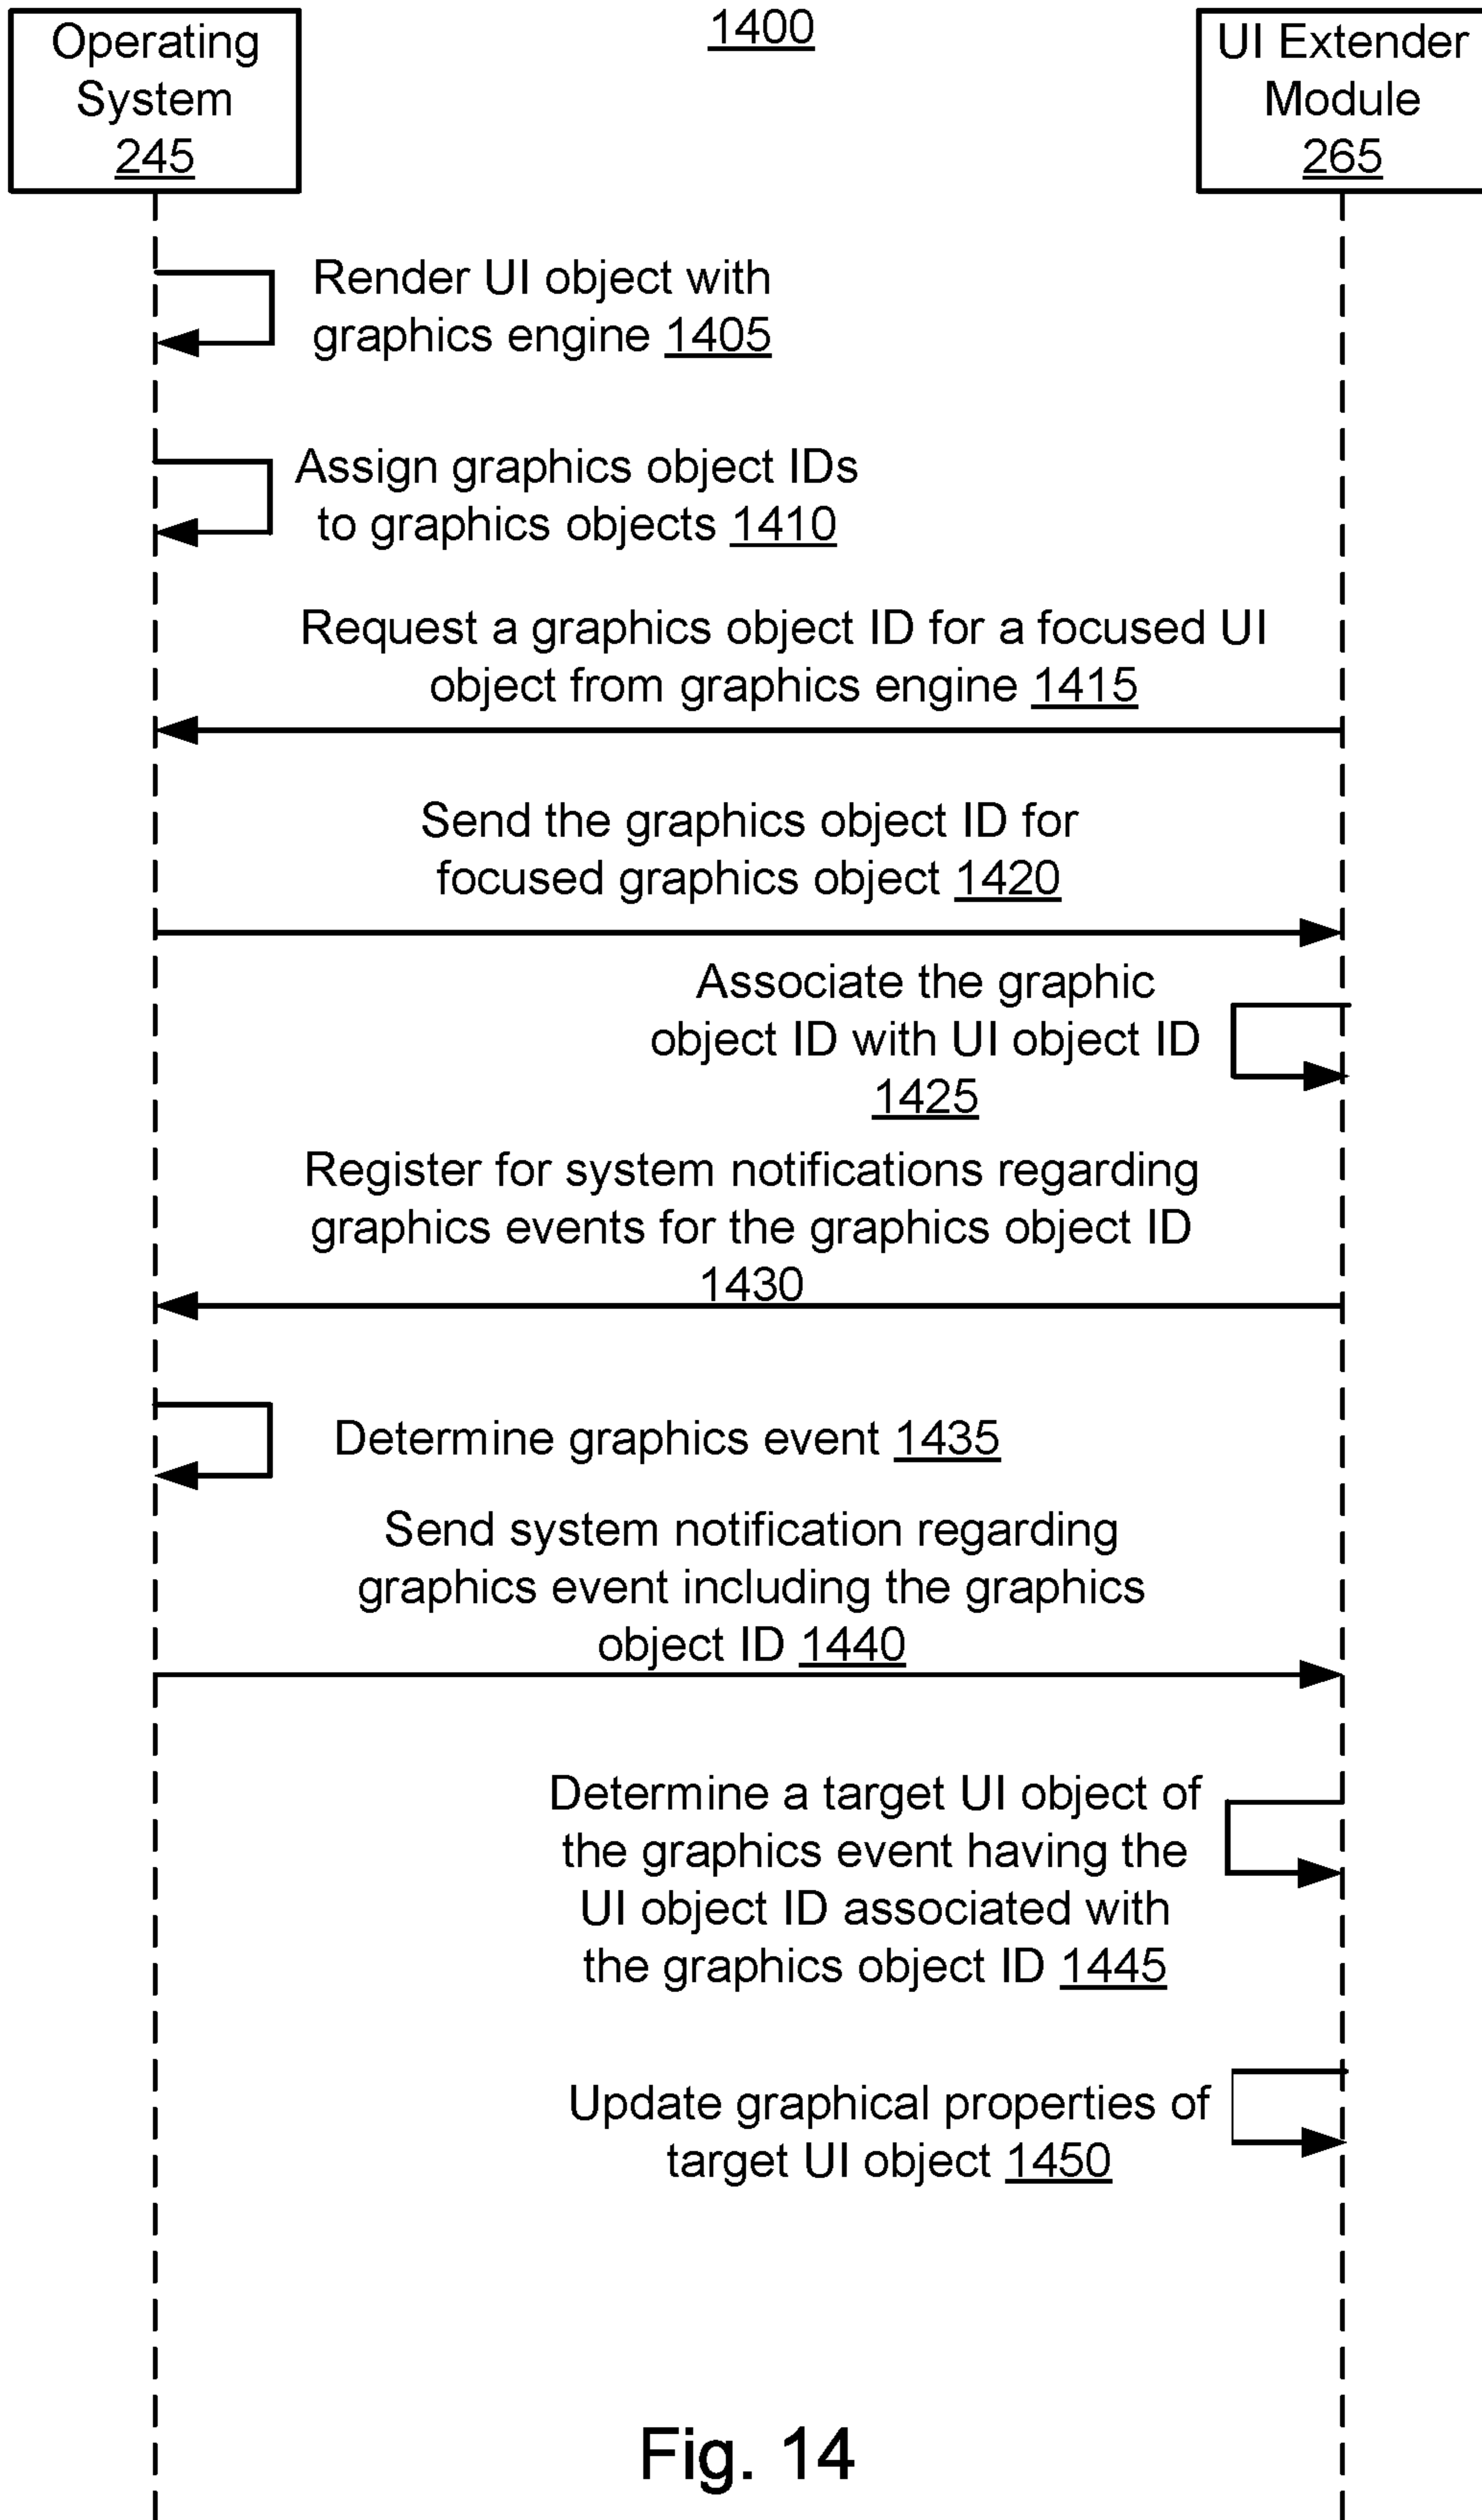 Operating
System
245
1400
UI Extender
Module
265
Render UI object with
graphics engine 1405
Assign graphics object IDs
to graphics objects 1410
Request a graphics object ID for a focused UI
object from graphics engine 1415
Send the graphics object ID for
focused graphics object 1420
Associate the graphic
object ID with UI object ID
1425
Register for system notifications regarding
graphics events for the graphics object ID
1430
Determine graphics event 1435
Send system notification regarding
graphics event including the graphics
object ID 1440
Determine a target UI object of
the graphics event having the
UI object ID associated with
the graphics object ID 1445
Update graphical properties of
target UI object 1450
Fig. 14